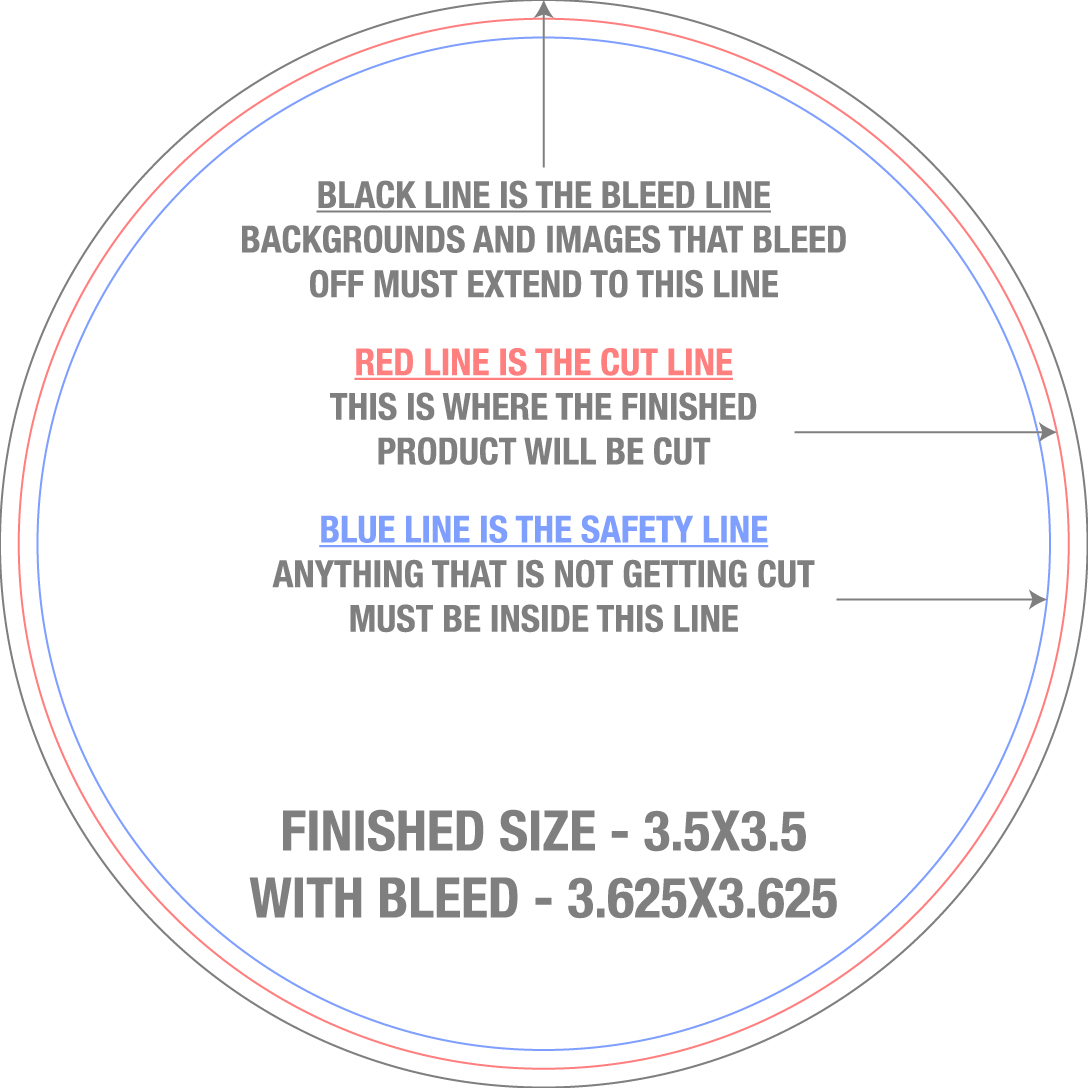 BLACK LINE IS THE BLEED LINE
BACKGROUNDS AND IMAGES THAT BLEED
OFF MUST EXTEND TO THIS LINE
RED LINE IS THE CUT LINE
THIS IS WHERE THE FINISHED
PRODUCT WILL BE CUT
BLUE LINE IS THE SAFETY LINE
ANYTHING THAT IS NOT GETTING CUT
MUST BE INSIDE THIS LINE
FINISHED SIZE - 3.5X3.5
WITH BLEED - 3.625X3.625